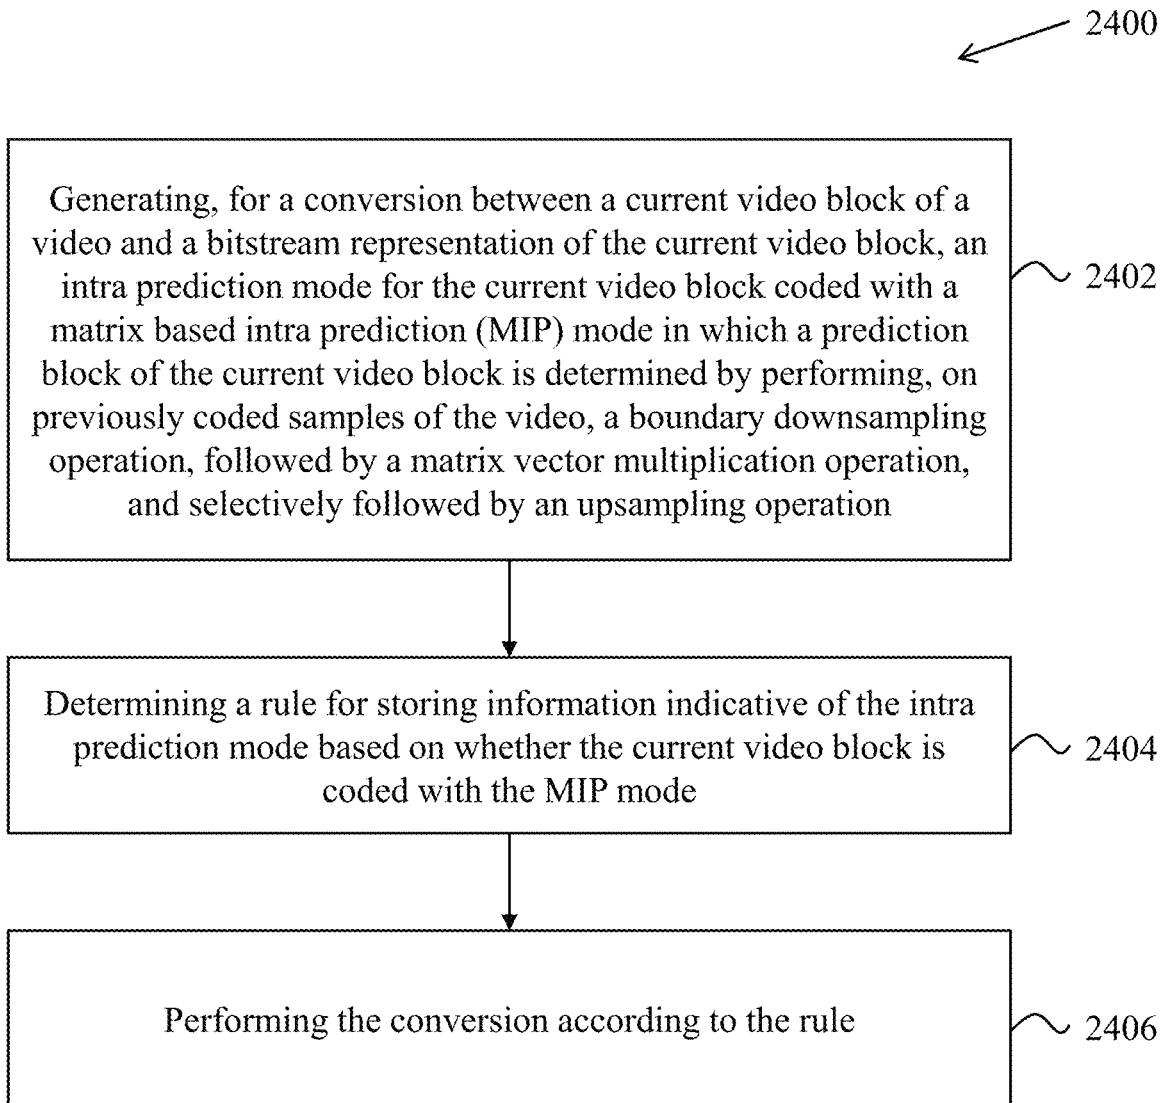 2400
Generating, for a conversion between a current video block of a
video and a bitstream representation of the current video block, an
intra prediction mode for the current video block coded with a
matrix based intra prediction (MIP) mode in which a prediction
block of the current video block is determined by performing, on
previously coded samples of the video, a boundary downsampling
operation, followed by a matrix vector multiplication operation,
and selectively followed by an upsampling operation
2402
Determining a rule for storing information indicative of the intra
prediction mode based on whether the current video block is
coded with the MIP mode
2404
Performing the conversion according to the rule
2406